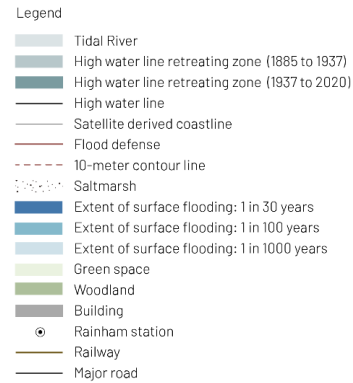 Legend
Tidal River
High water line retreating zone (1885 to 1937)
High water line retreating zone (1937 to 2020)
High water line
Satellite derived coastline
Flood defense
10-meter contour line
Saltmarsh
Extent of surface flooding: 1 in 30 years
Extent of surface flooding: 1 in 100 years
Extent of surface flooding: 1 in 1000 years
Green space
Woodland
Building
Rainham station
Railway
Major road